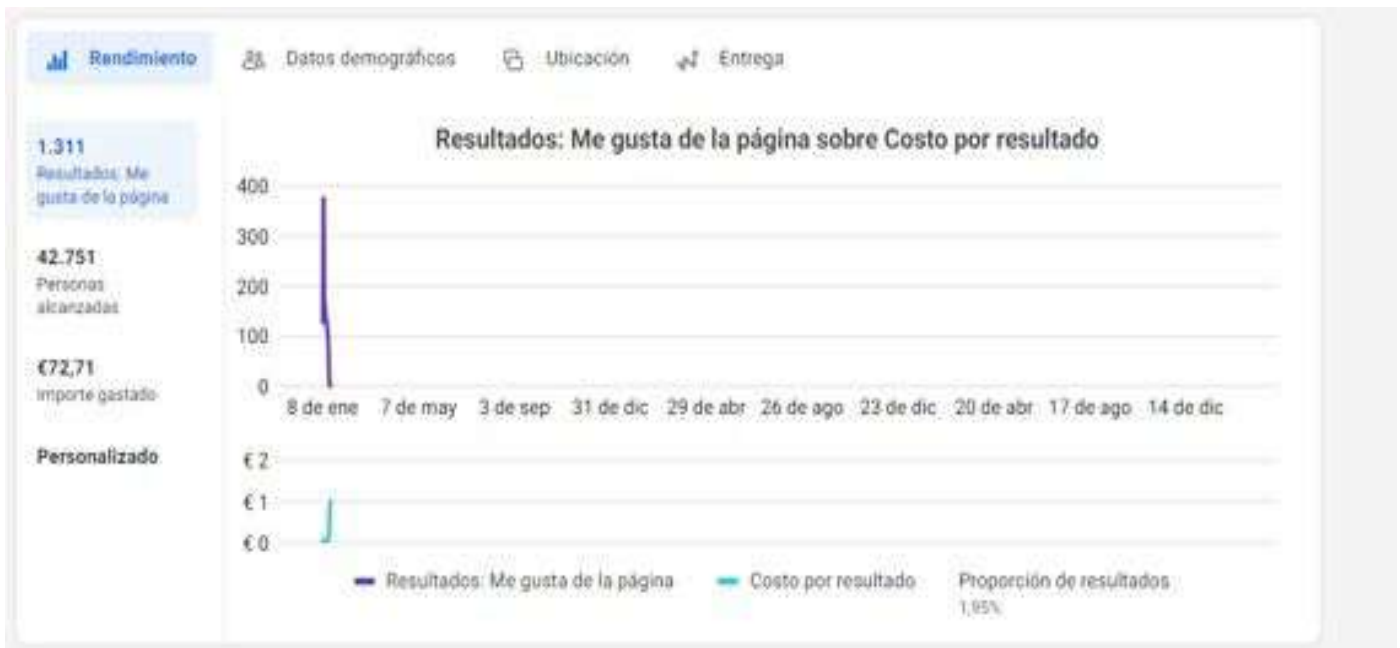 Rendimiento
Datos demográficos
Ubicación
Entrega
1.311
Resultados: Me
gusta de la página
42.751
Personas
alcanzadas
€72,71
Importe gastado
Personalizado
Resultados: Me gusta de la página sobre Costo por resultado
400
300
200
100
0
8 de ene 7 de may 3 de sep 31 de dic 29 de abr 26 de ago 23 de dic 20 de abr 17 de ago 14 de dic
€ 2
€ 1
€ 0
Resultados: Me gusta de la página
Costo por resultado
Proporción de resultados
1,95%